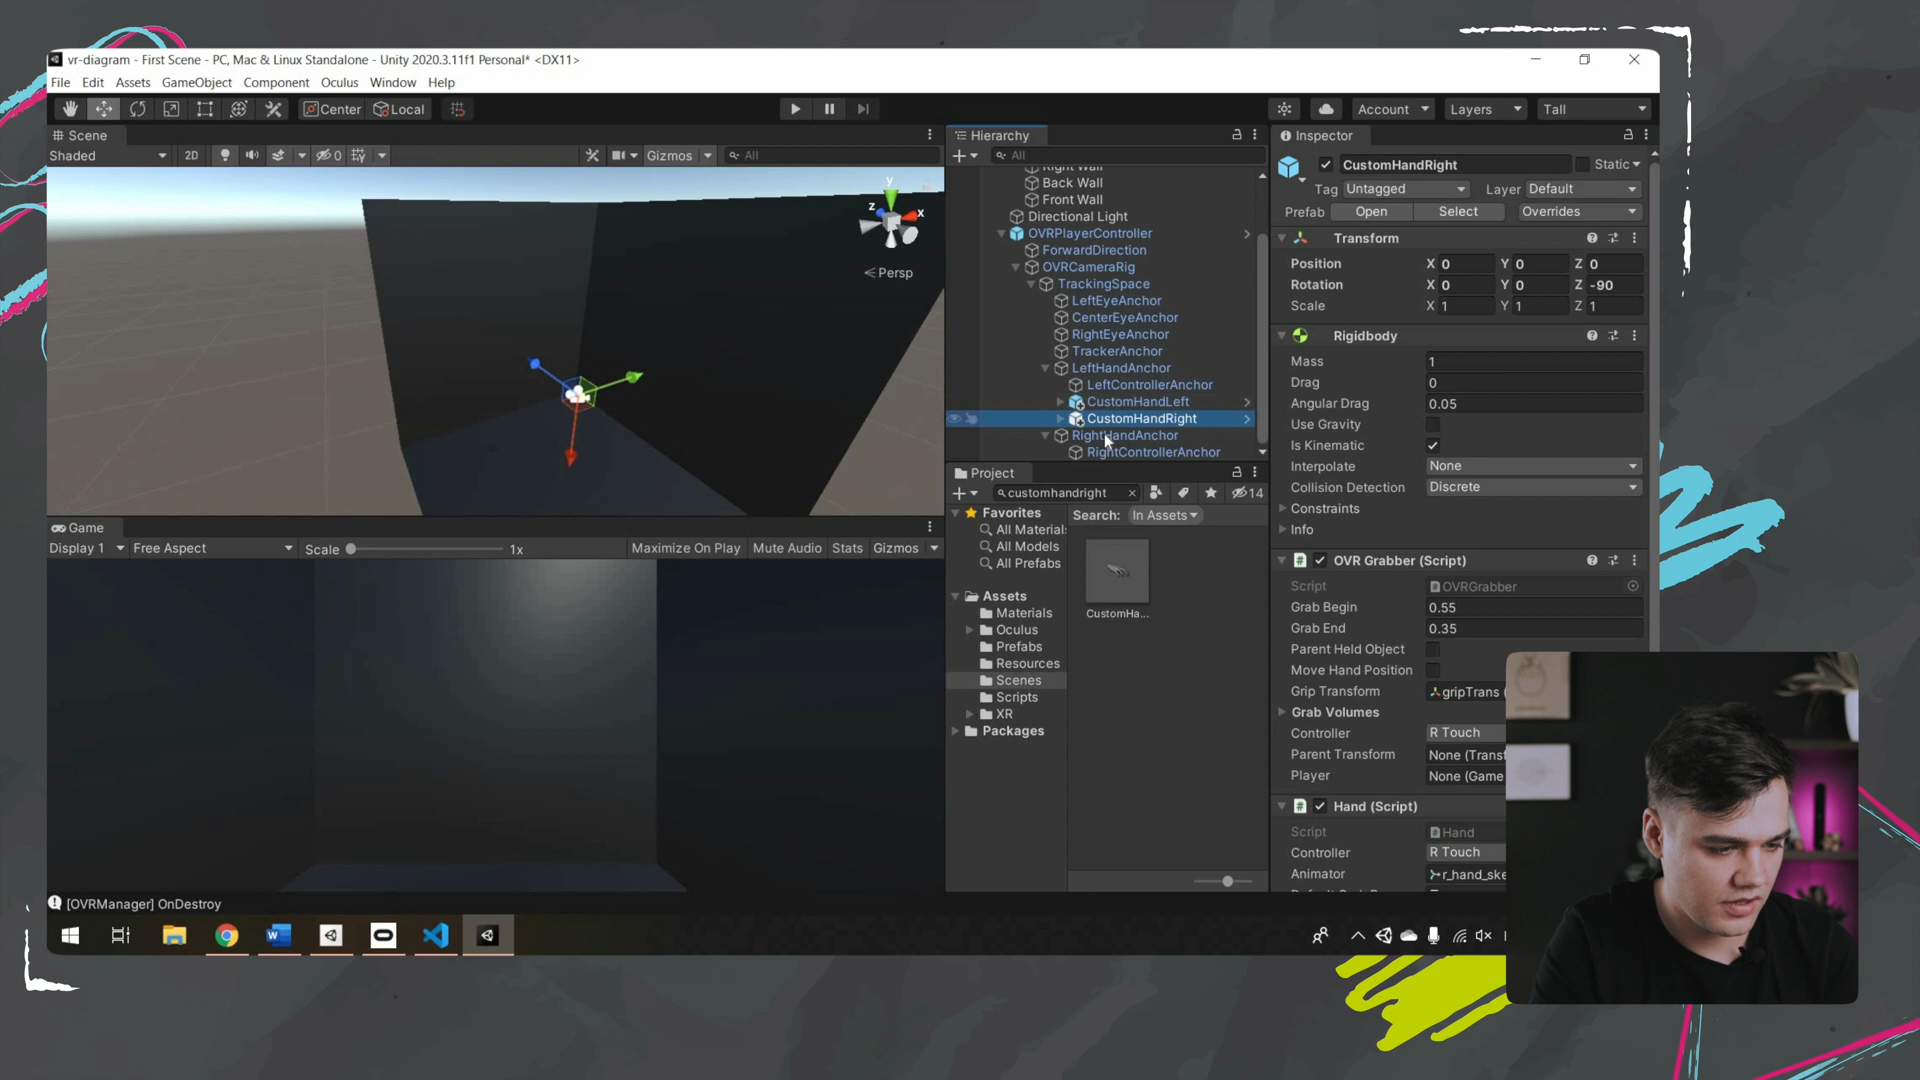 vr-diagram - First Scene - PC, Mac & Linux Standalone - Unity 2020.3.11f1 Personal* <DX11>
File Edit Assets GameObject Component Oculus Window Help
Center Local Account Layers Tall
Scene
Shaded 2D 0 Gizmos All
y
z
x
Persp
Game
Display 1 Free Aspect Scale 1x Maximize On Play Mute Audio Stats Gizmos
Hierarchy
All
Right Wall
Back Wall
Front Wall
Directional Light
OVRPlayerController
ForwardDirection
OVRCameraRig
TrackingSpace
LeftEyeAnchor
CenterEyeAnchor
RightEyeAnchor
TrackerAnchor
LeftHandAnchor
LeftControllerAnchor
CustomHandLeft
CustomHandRight
RightHandAnchor
RightControllerAnchor
Project
customhandright 14
Favorites
All Material
All Models
All Prefabs
Assets
Materials
Oculus
Prefabs
Resources
Scenes
Scripts
XR
Packages
Search: In Assets
CustomHa...
Inspector
CustomHandRight Static
Tag Untagged Layer Default
Prefab Open Select Overrides
Transform
Position X 0 Y 0 Z 0
Rotation X 0 Y 0 Z -90
Scale X 1 Y 1 Z 1
Rigidbody
Mass 1
Drag 0
Angular Drag 0.05
Use Gravity
Is Kinematic
Interpolate None
Collision Detection Discrete
Constraints
Info
OVR Grabber (Script)
Script OVRGrabber
Grab Begin 0.55
Grab End 0.35
Parent Held Object
Move Hand Position
Grip Transform gripTrans (
Grab Volumes
Controller R Touch
Parent Transform None (Transf
Player None (Game
Hand (Script)
Script Hand
Controller R Touch
Animator r_hand_ske
[OVRManager] OnDestroy